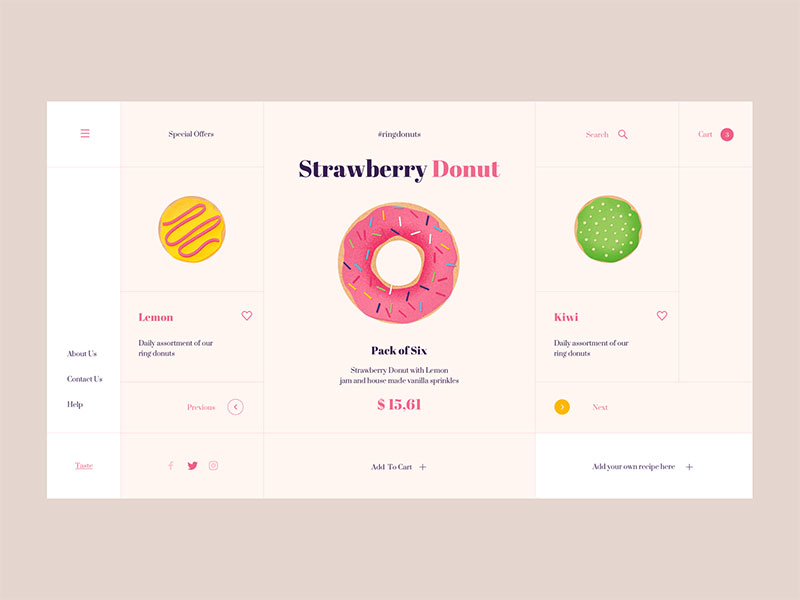 Special Offers
#ringdonuts
Search
Cart 3
Strawberry Donut
Lemon
Daily assortment of our
ring donuts
Pack of Six
Strawberry Donut with Lemon
jam and house made vanilla sprinkles
$ 15,61
Kiwi
Daily assortment of our
ring donuts
About Us
Contact Us
Help
Previous
Next
Taste
Add To Cart +
Add your own recipe here +